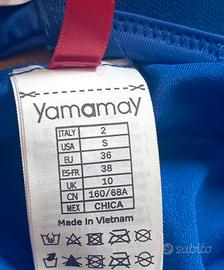 yamamay
ITALY 2
USA S
EU 36
ES-FR 38
UK 10
CN 160/68A
MEX CHICA
Made in Vietnam
subito